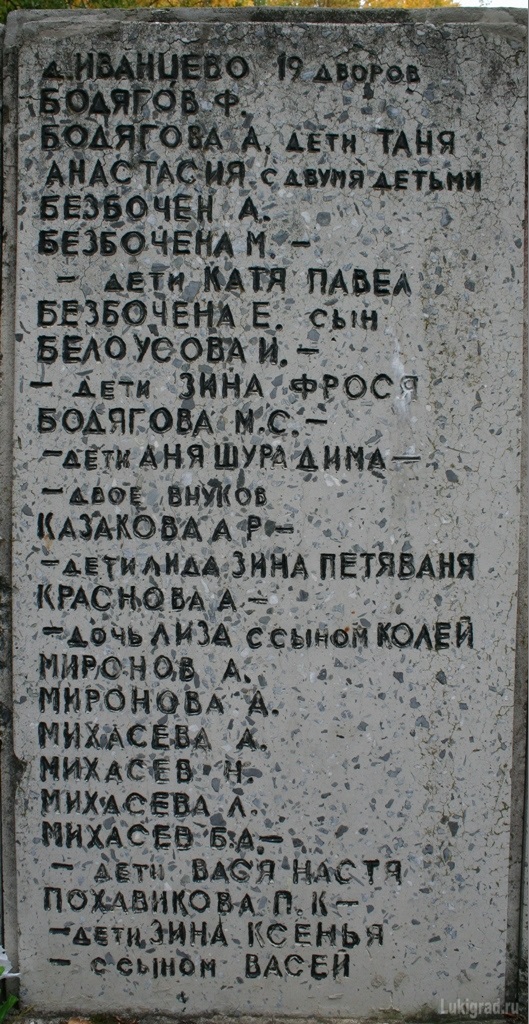 д. ИВАНЦЕВО 19 ДВОРОВ
БОДЯГОВ Ф.
БОДЯГОВА А, ДЕТИ ТАНЯ
АНАСТАСИЯ С ДВУМЯ ДЕТЬМИ
БЕЗБОЧЕН А.
БЕЗБОЧЕНА М. –
– ДЕТИ КАТЯ ПАВЕЛ
БЕЗБОЧЕНА Е. СЫН
БЕЛОУСОВА И. –
– ДЕТИ ЗИНА ФРОСЯ
БОДЯГОВА М.С. –
– ДЕТИ АНЯ ШУРА ДИМА –
– ДВОЕ ВНУКОВ
КАЗАКОВА А Р –
– ДЕТИ ЛИДА ЗИНА ПЕТЯ ВАНЯ
КРАСНОВА А –
– ДОЧЬ ЛИЗА С СЫНОМ КОЛЕЙ
МИРОНОВ А.
МИРОНОВА А.
МИХАСЕВА А.
МИХАСЕВ Н.
МИХАСЕВА Л.
МИХАСЕВ Б.А. –
– ДЕТИ ВАСЯ НАСТЯ
ПОХАВИКОВА П. К –
– ДЕТИ ЗИНА КСЕНЬЯ
– С СЫНОМ ВАСЕЙ
Lukigrad.ru